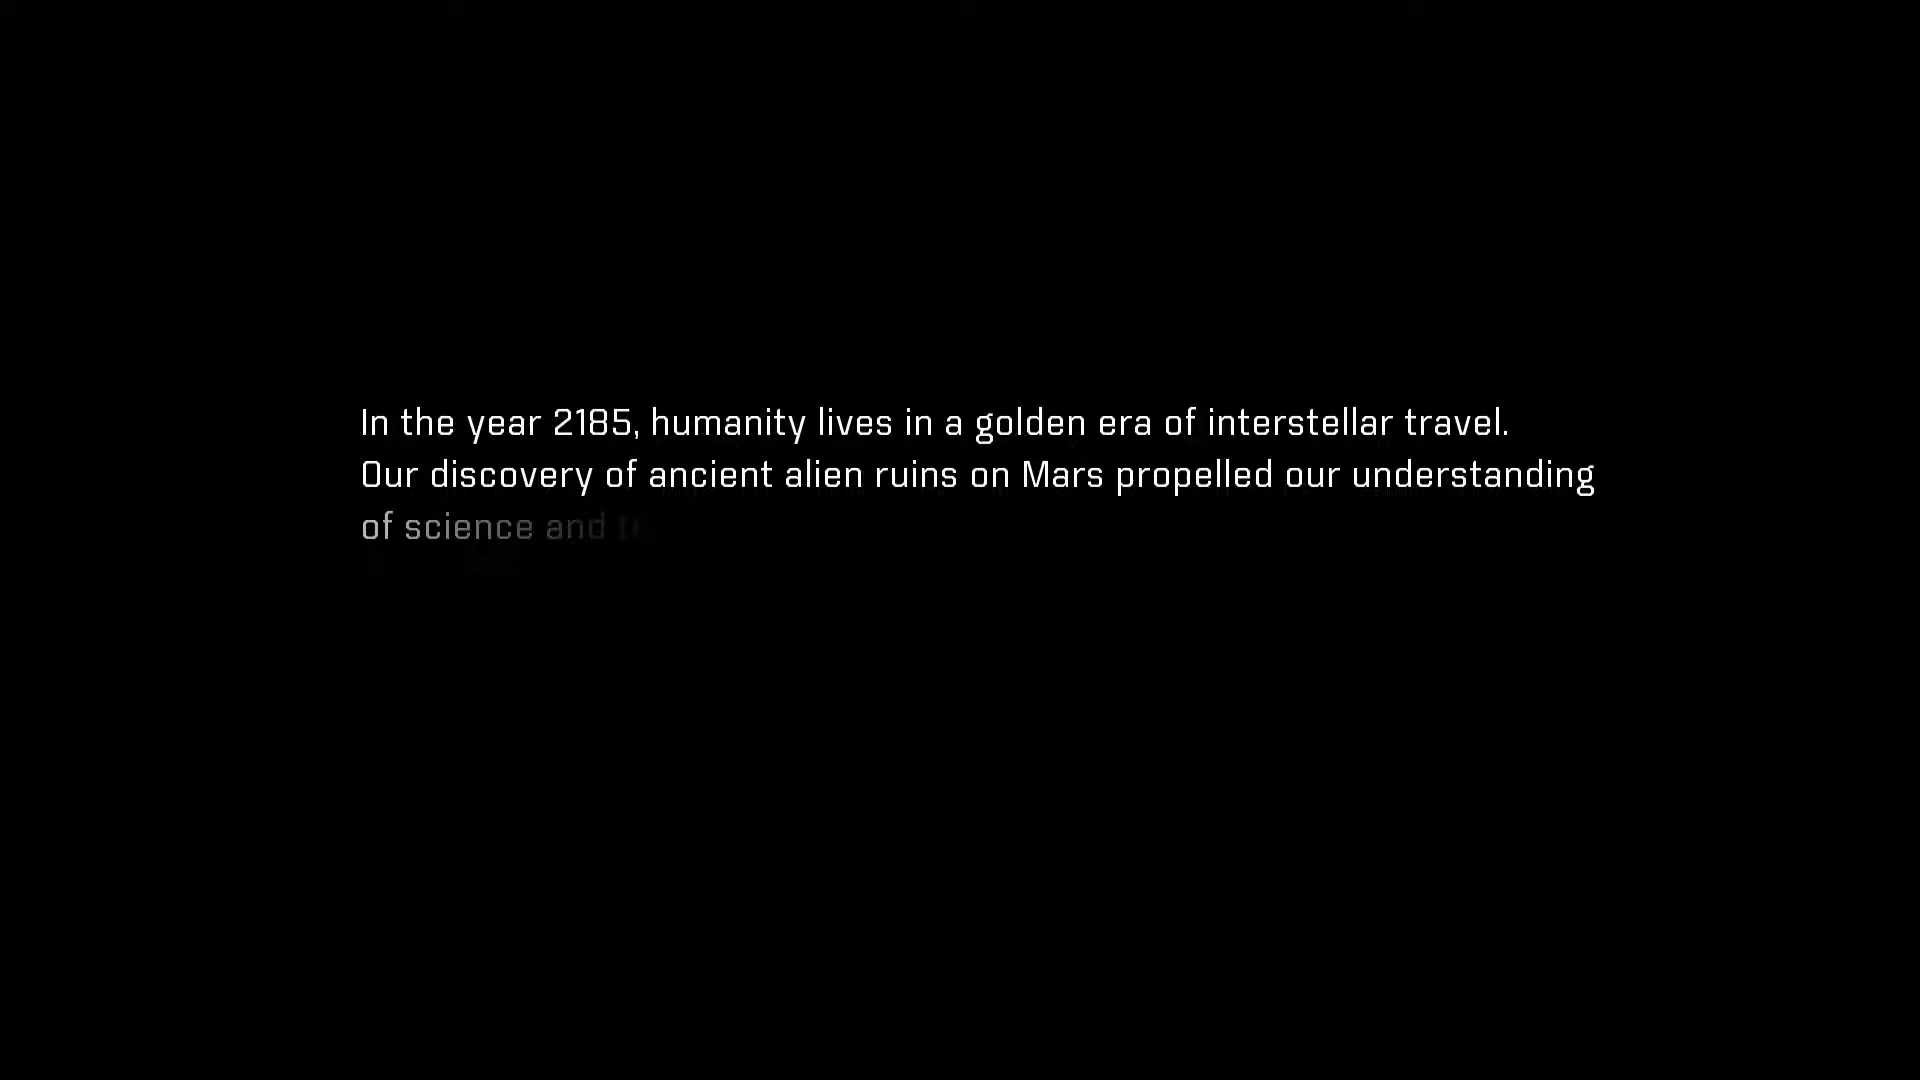 In the year 2185, humanity lives in a golden era of interstellar travel.
Our discovery of ancient alien ruins on Mars propelled our understanding
of science and